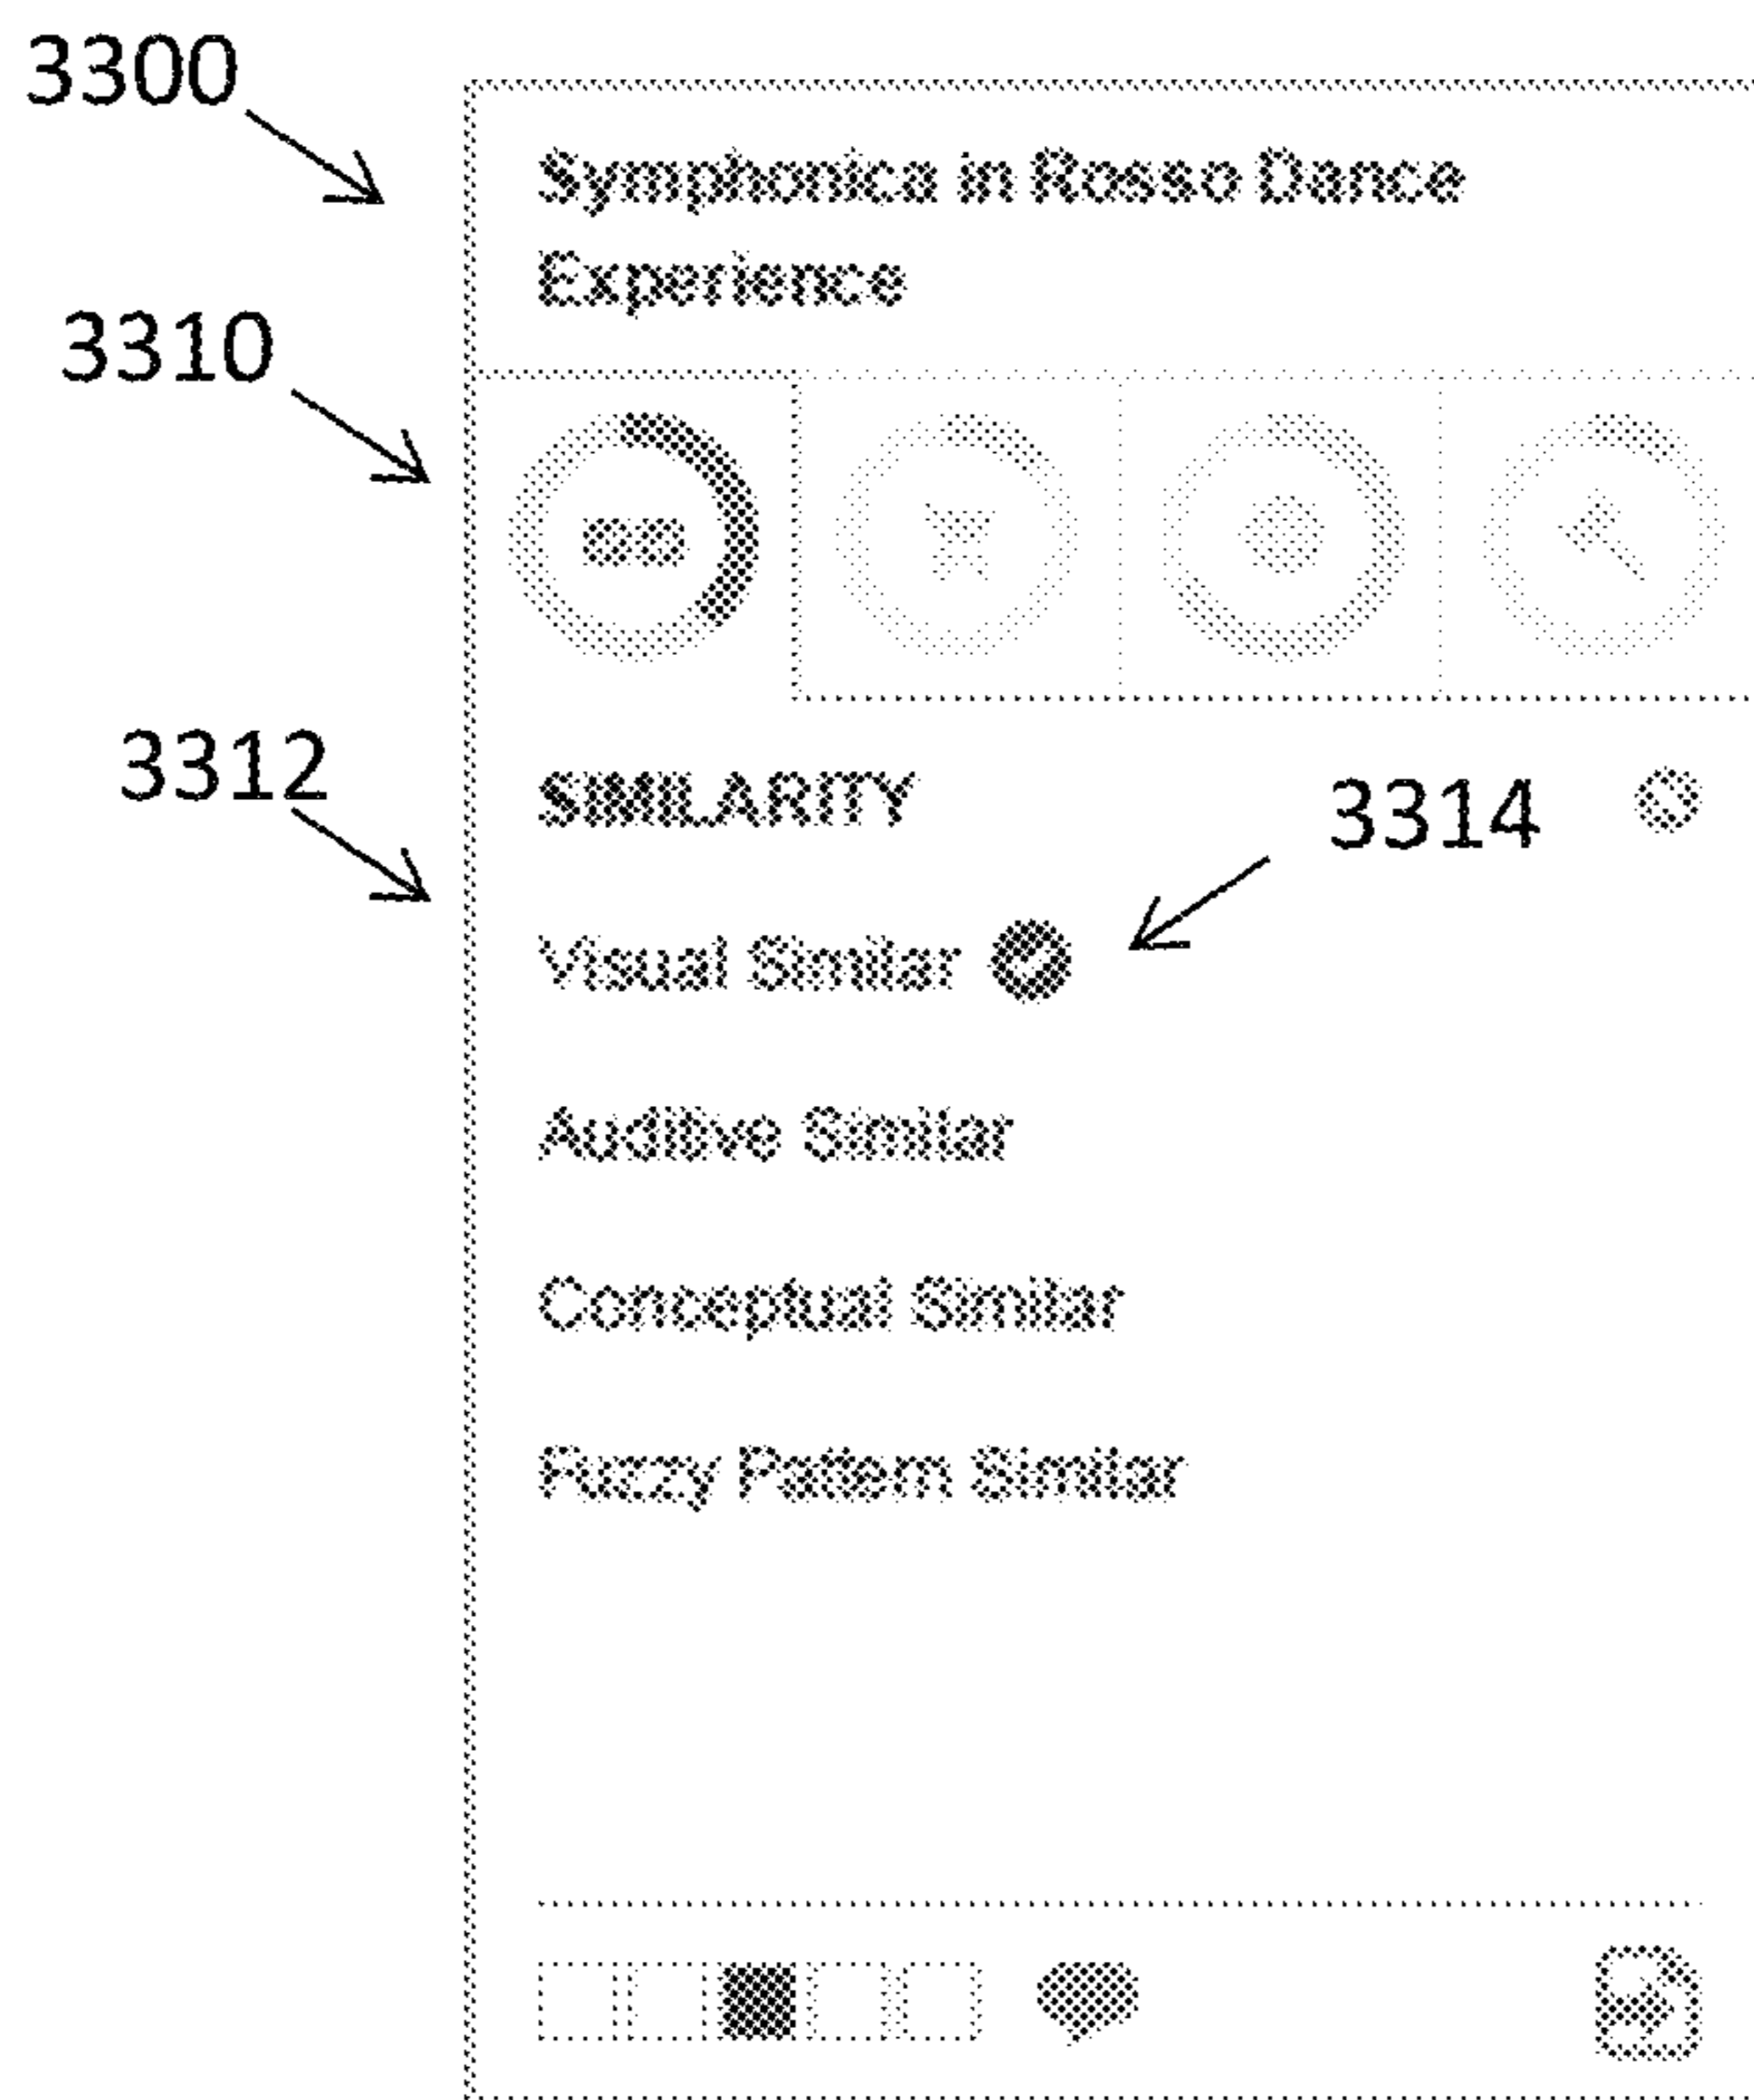 3300
Symphonica in Rosso Dance
Experience
3310
3312
SIMILARITY
3314
Visual Similar
Auditive Similar
Conceptual Similar
Fuzzy Pattern Similar